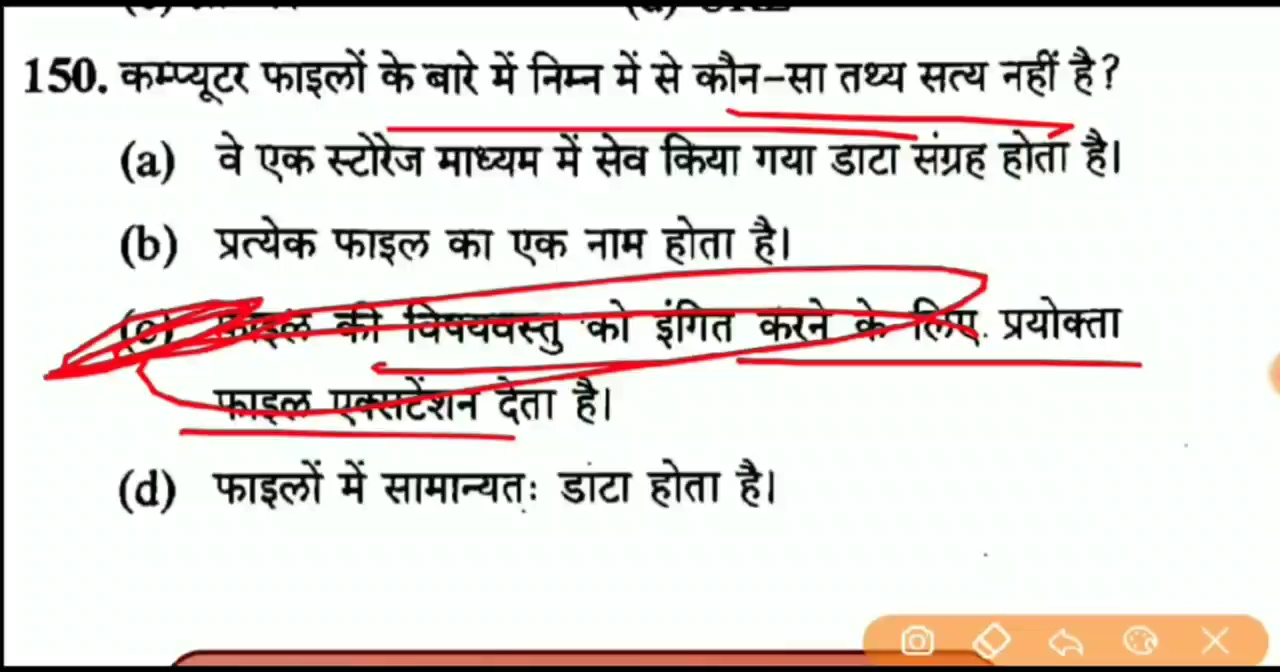 150. कम्प्यूटर फाइलों के बारे में निम्न में से कौन-सा तथ्य सत्य नहीं है?
(a) वे एक स्टोरेज माध्यम में सेव किया गया डाटा संग्रह होता है।
(b) प्रत्येक फाइल का एक नाम होता है।
(c) फाइल की विषयवस्तु को इंगित करने के लिए प्रयोक्ता
फाइल एक्सटेंशन देता है।
(d) फाइलों में सामान्यतः डाटा होता है।